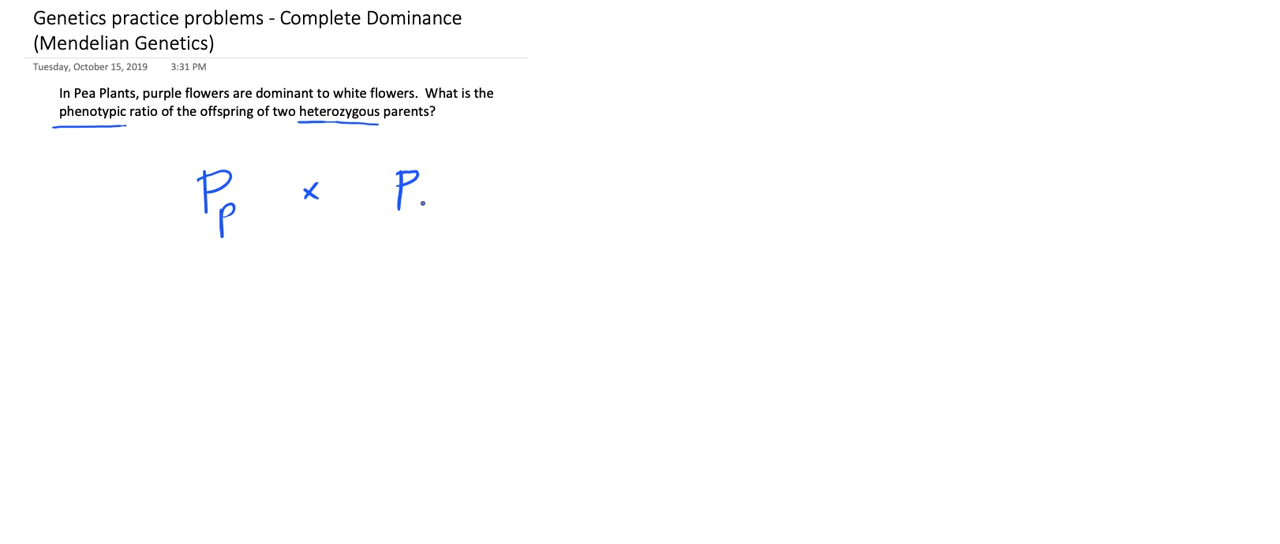 Genetics practice problems - Complete Dominance
(Mendelian Genetics)
Tuesday, October 15, 2019 3:31 PM
In Pea Plants, purple flowers are dominant to white flowers. What is the
phenotypic ratio of the offspring of two heterozygous parents?
Pp x P.